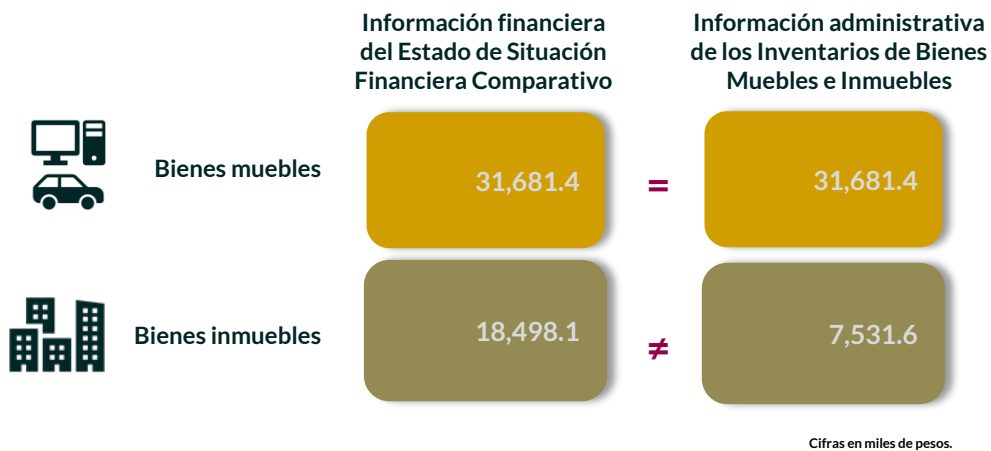 Información financiera
del Estado de Situación
Financiera Comparativo
Información administrativa
de los Inventarios de Bienes
Muebles e Inmuebles
Bienes muebles
31,681.4
=
31,681.4
Bienes inmuebles
18,498.1
≠
7,531.6
Cifras en miles de pesos.